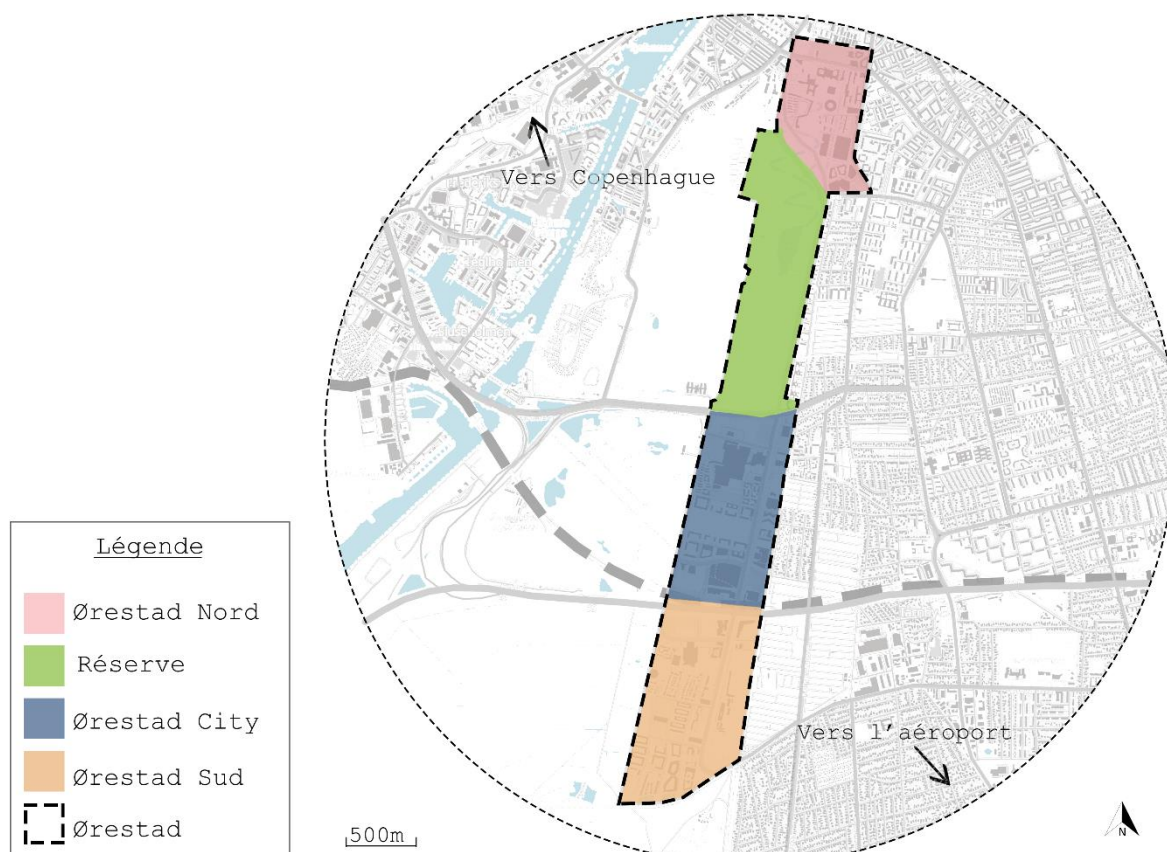 Vers Copenhague
Vers l'aéroport
Légende
Ørestad Nord
Réserve
Ørestad City
Ørestad Sud
Ørestad
500m
N